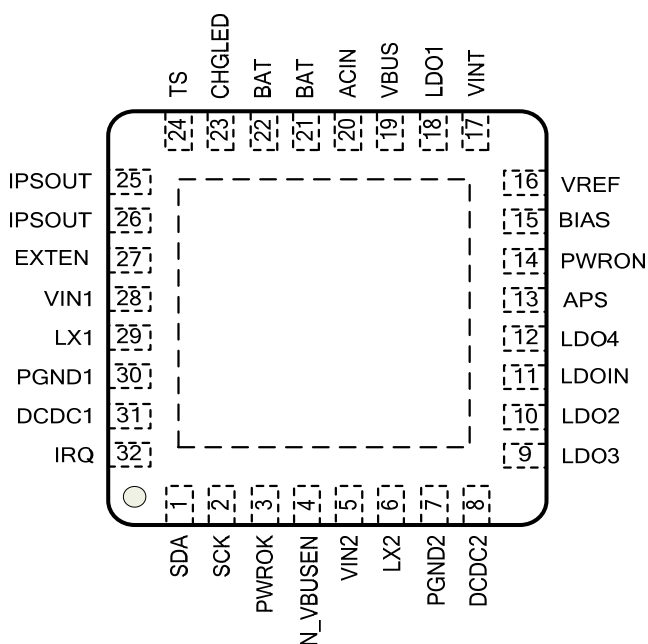 TS
CHGLED
BAT
BAT
ACIN
VBUS
LDO1
VINT
24
23
22
21
20
19
18
17
IPSOUT 25
IPSOUT 26
EXTEN 27
VIN1 28
LX1 29
PGND1 30
DCDC1 31
IRQ 32
16 VREF
15 BIAS
14 PWRON
13 APS
12 LDO4
11 LDOIN
10 LDO2
9 LDO3
1
2
3
4
5
6
7
8
SDA
SCK
PWROK
N_VBUSEN
VIN2
LX2
PGND2
DCDC2